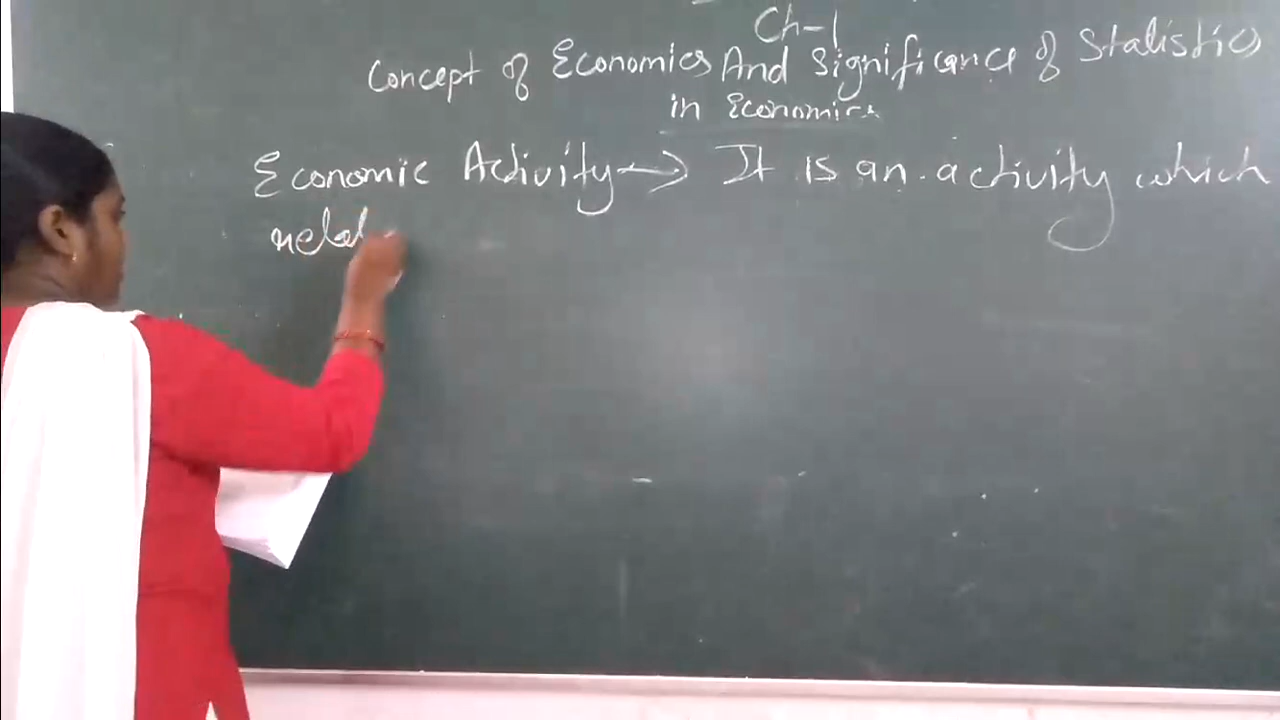 Ch-1
Concept of Economics And Significance of Statistics
in Economics
Economic Activity → It is an activity which